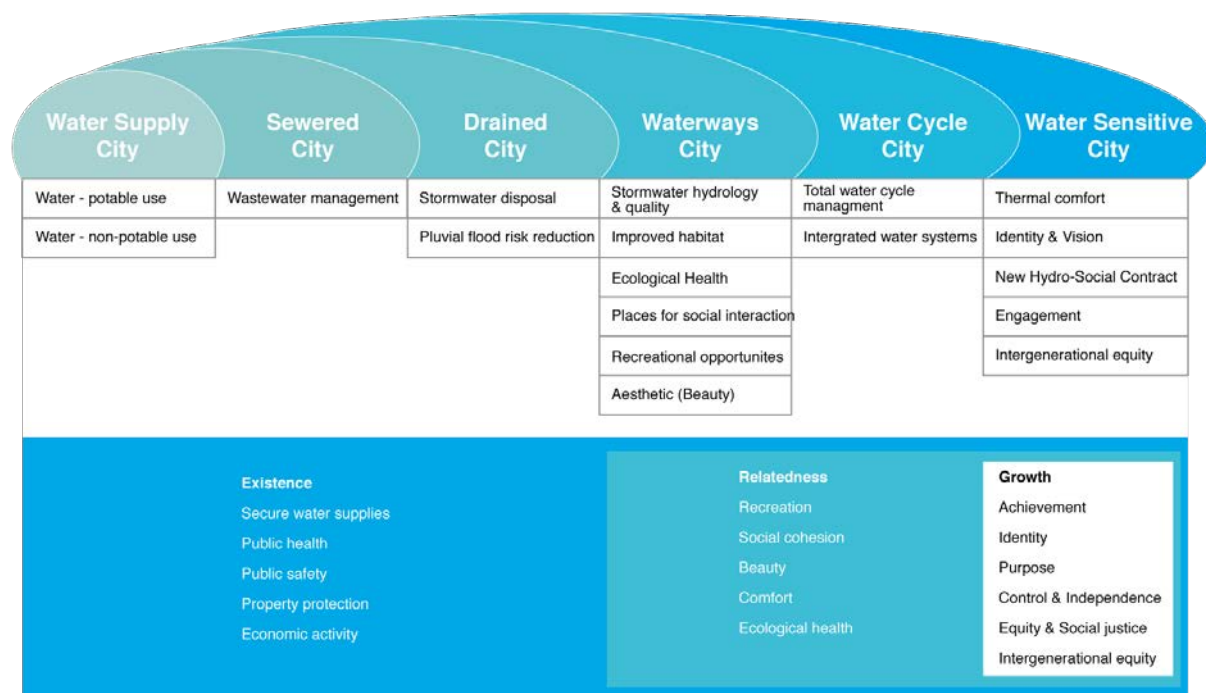 Water Supply
City
Sewered
City
Drained
City
Waterways
City
Water Cycle
City
Water Sensitive
City
Water - potable use
Water - non-potable use
Wastewater management
Stormwater disposal
Pluvial flood risk reduction
Stormwater hydrology
& quality
Improved habitat
Ecological Health
Places for social interaction
Recreational opportunites
Aesthetic (Beauty)
Total water cycle
managment
Intergrated water systems
Thermal comfort
Identity & Vision
New Hydro-Social Contract
Engagement
Intergenerational equity
Existence
Secure water supplies
Public health
Public safety
Property protection
Economic activity
Relatedness
Recreation
Social cohesion
Beauty
Comfort
Ecological health
Growth
Achievement
Identity
Purpose
Control & Independence
Equity & Social justice
Intergenerational equity